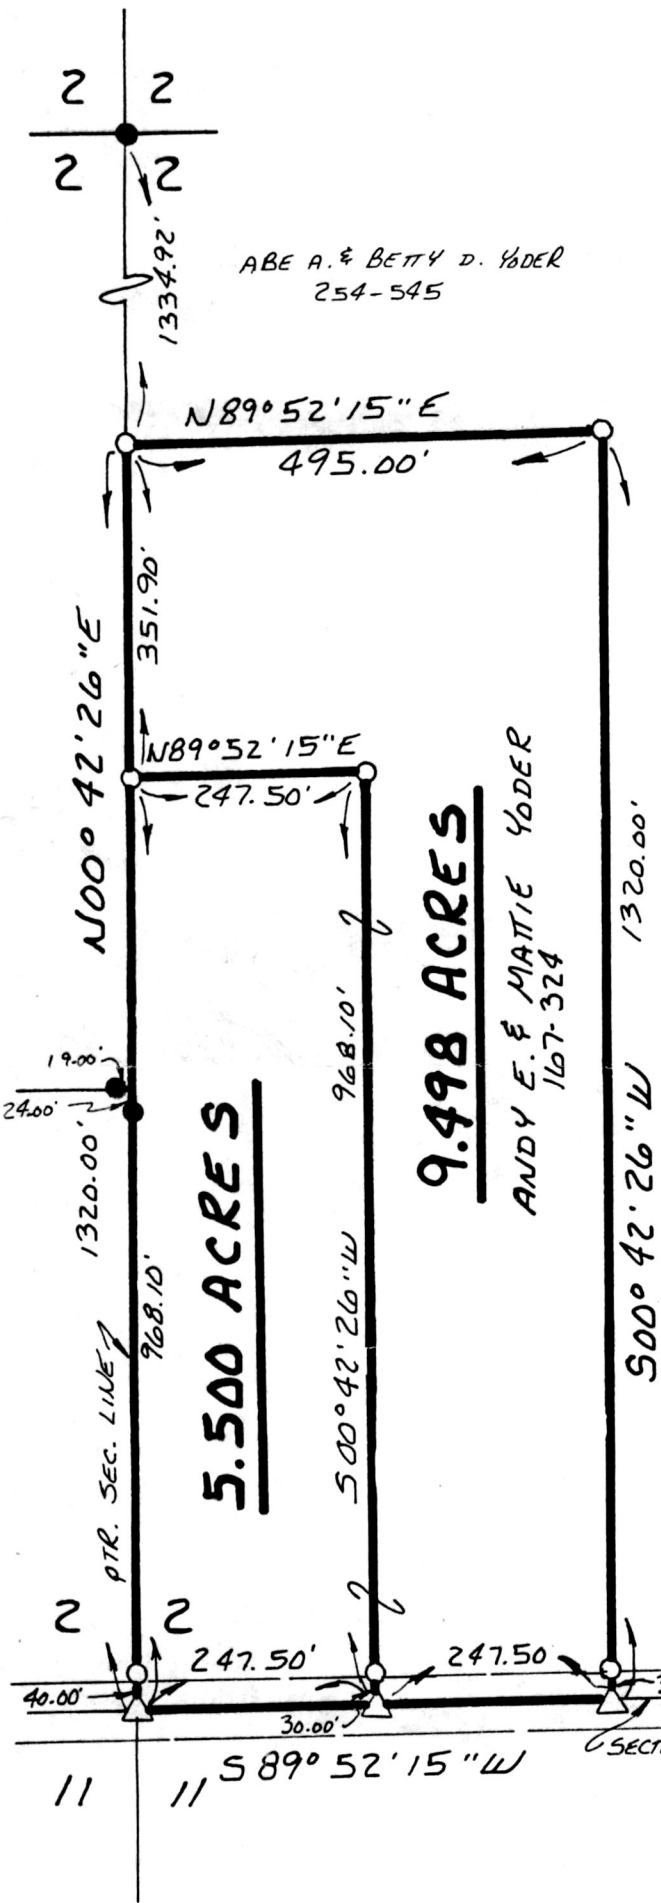 2 2
2 2
1334.92'
ABE A. & BETTY D. YODER
254-545
N89°52'15"E
495.00'
351.90'
N00°42'26"E
N89°52'15"E
247.50'
1320.00'
9.498 ACRES
ANDY E. & MATTIE YODER
167-324
968.10'
S00°42'26"W
S00°42'26"W
19.00'
24.00'
1320.00'
968.10'
5.500 ACRES
PTR. SEC. LINE
2 2
247.50'
247.50
40.00'
30.00'
3
SECT
S89°52'15"W
11 11